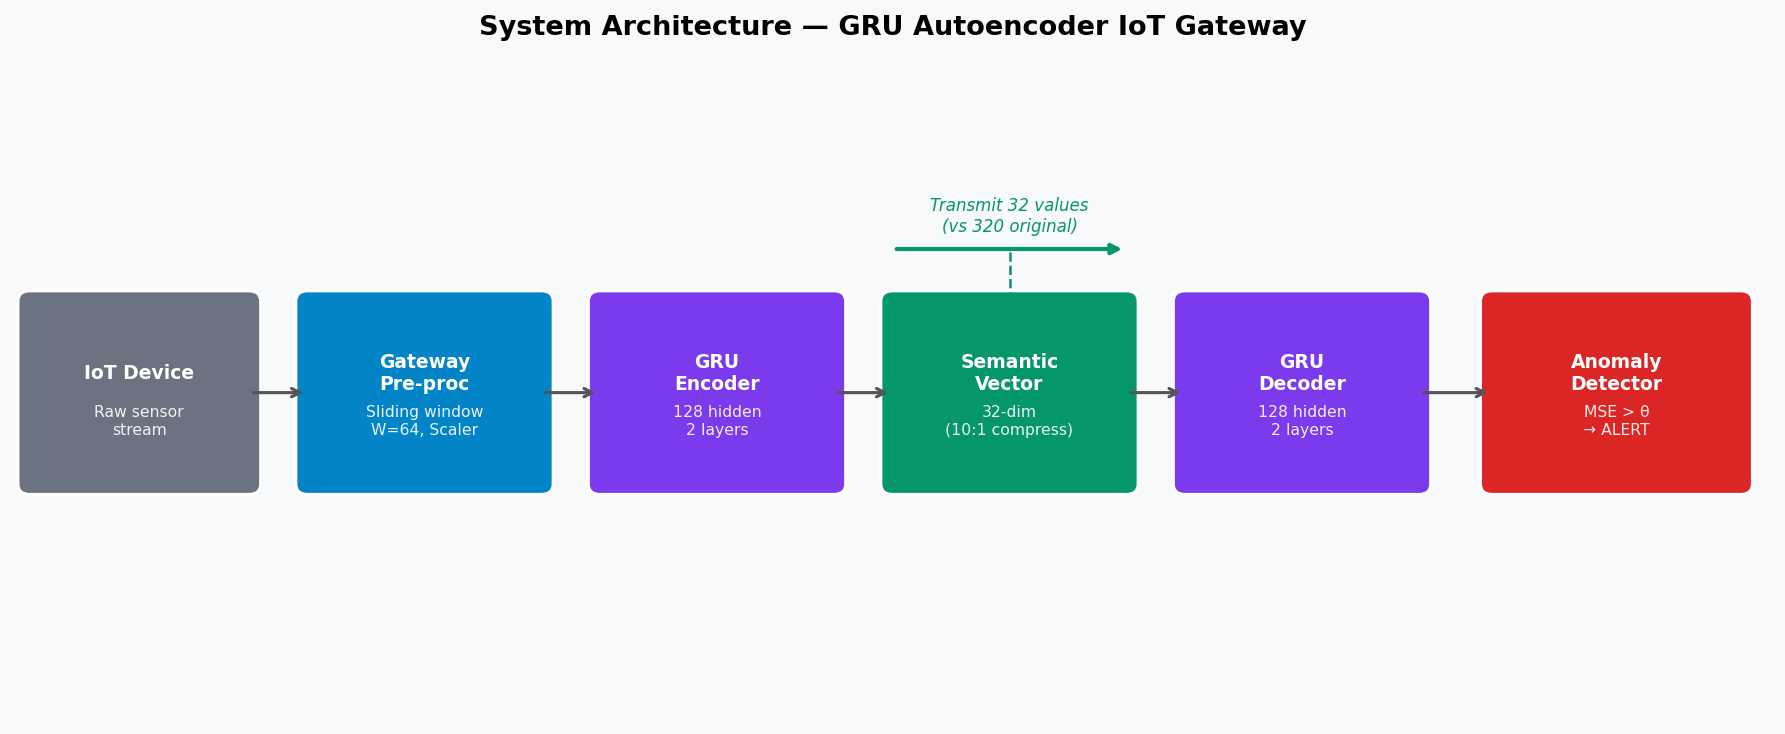 System Architecture — GRU Autoencoder IoT Gateway
Transmit 32 values
(vs 320 original)
IoT Device
Raw sensor
stream
Gateway
Pre-proc
Sliding window
W=64, Scaler
GRU
Encoder
128 hidden
2 layers
Semantic
Vector
32-dim
(10:1 compress)
GRU
Decoder
128 hidden
2 layers
Anomaly
Detector
MSE > θ
→ ALERT